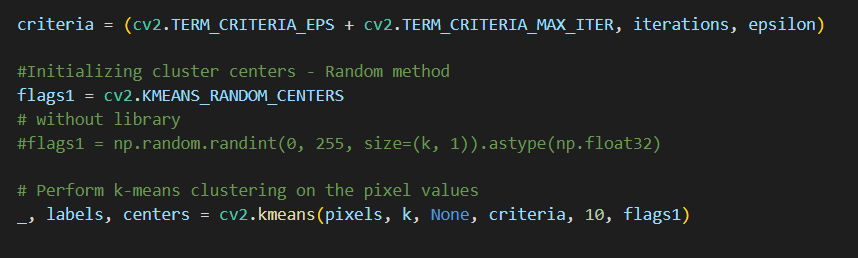 criteria = (cv2.TERM_CRITERIA_EPS + cv2.TERM_CRITERIA_MAX_ITER, iterations, epsilon)
#Initializing cluster centers - Random method
flags1 = cv2.KMEANS_RANDOM_CENTERS
# without library
#flags1 = np.random.randint(0, 255, size=(k, 1)).astype(np.float32)
# Perform k-means clustering on the pixel values
_, labels, centers = cv2.kmeans(pixels, k, None, criteria, 10, flags1)